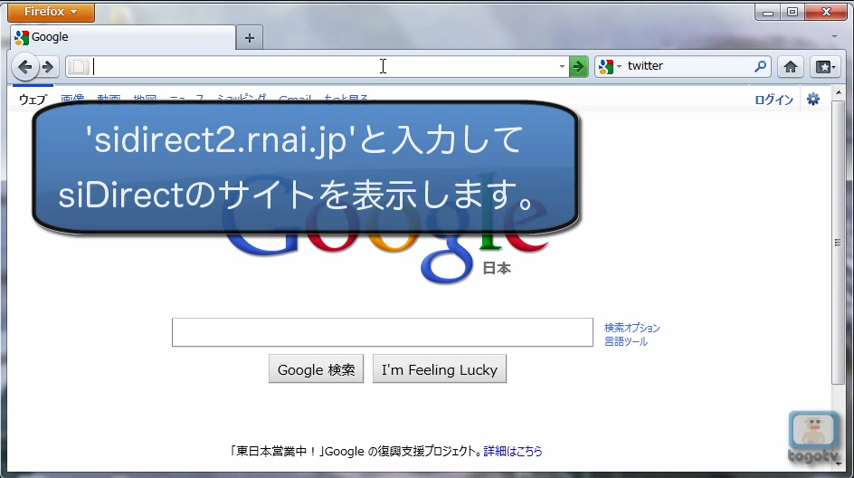 Firefox
Google
twitter
ウェブ 画像 動画 地図 ニュース ショッピング Gmail もっと見る
ログイン
'sidirect2.rnai.jp'と入力して
siDirectのサイトを表示します。
Google
日本
検索オプション
言語ツール
Google 検索
I'm Feeling Lucky
「東日本営業中！」Google の復興支援プロジェクト。詳細はこちら
togotv